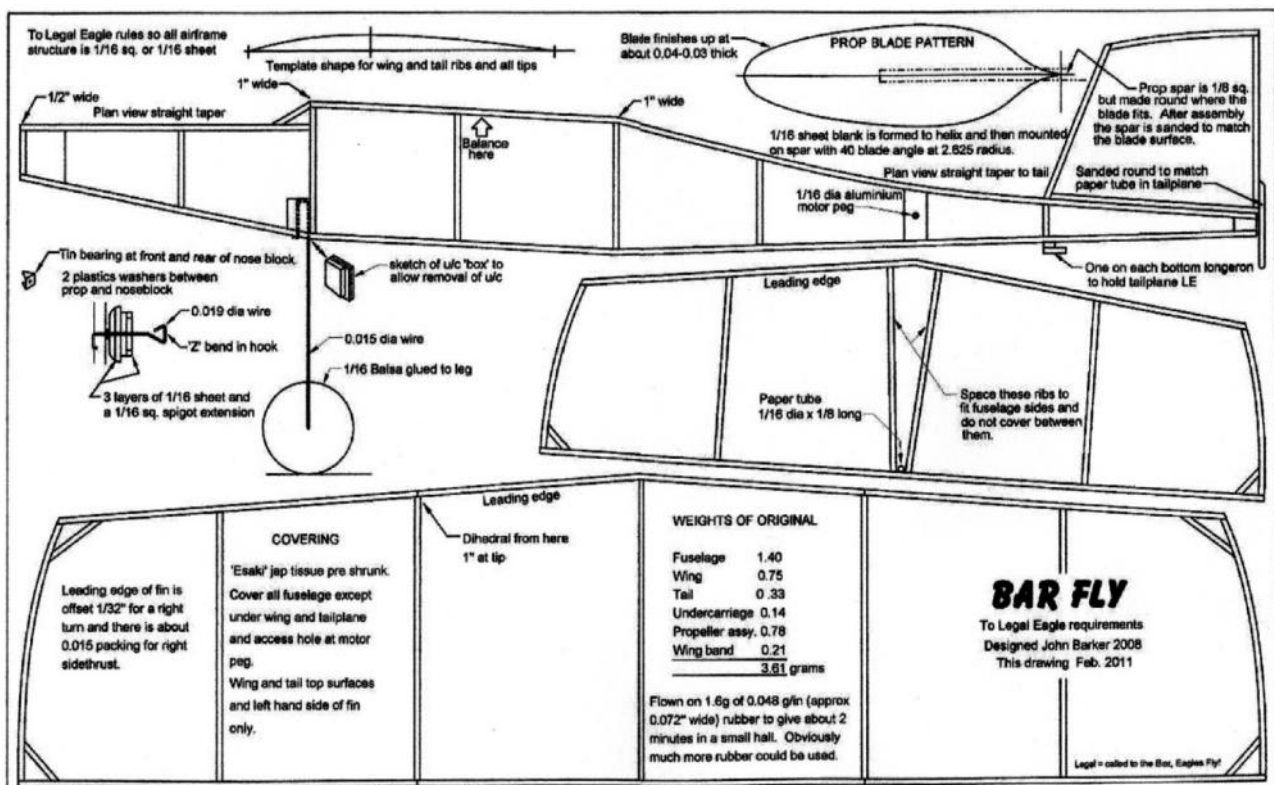 To Legal Eagle rules so all airframe
structure is 1/16 sq. or 1/16 sheet
Template shape for wing and tail ribs and all tips
Blade finishes up at
about 0.04-0.03 thick
PROP BLADE PATTERN
Prop spar is 1/8 sq.
but made round where the
blade fits. After assembly
the spar is sanded to match
the blade surface.
1/2" wide
Plan view straight taper
1" wide
Balance
here
1" wide
1/16 sheet blank is formed to helix and then mounted
on spar with 40 blade angle at 2.625 radius.
Plan view straight taper to tail
Sanded round to match
paper tube in tailplane
1/16 dia aluminium
motor peg
Tin bearing at front and rear of nose block.
2 plastics washers between
prop and noseblock
0.019 dia wire
'Z' bend in hook
3 layers of 1/16 sheet and
a 1/16 sq. spigot extension
sketch of u/c 'box' to
allow removal of u/c
0.015 dia wire
1/16 Balsa glued to leg
One on each bottom longeron
to hold tailplane LE
Leading edge
Paper tube
1/16 dia x 1/8 long
Space these ribs to
fit fuselage sides and
do not cover between
them.
Leading edge
Dihedral from here
1" at tip
Leading edge of fin is
offset 1/32" for a right
turn and there is about
0.015 packing for right
sidethrust.
COVERING
'Esaki' jap tissue pre shrunk.
Cover all fuselage except
under wing and tailplane
and access hole at motor
peg.
Wing and tail top surfaces
and left hand side of fin
only.
WEIGHTS OF ORIGINAL
Fuselage 1.40
Wing 0.75
Tail 0 .33
Undercarriage 0.14
Propeller assy. 0.78
Wing band 0.21
3.61 grams
Flown on 1.6g of 0.048 g/in (approx
0.072" wide) rubber to give about 2
minutes in a small hall. Obviously
much more rubber could be used.
BAR FLY
To Legal Eagle requirements
Designed John Barker 2008
This drawing Feb. 2011
Legal = called to the Bar, Eagles Fly!